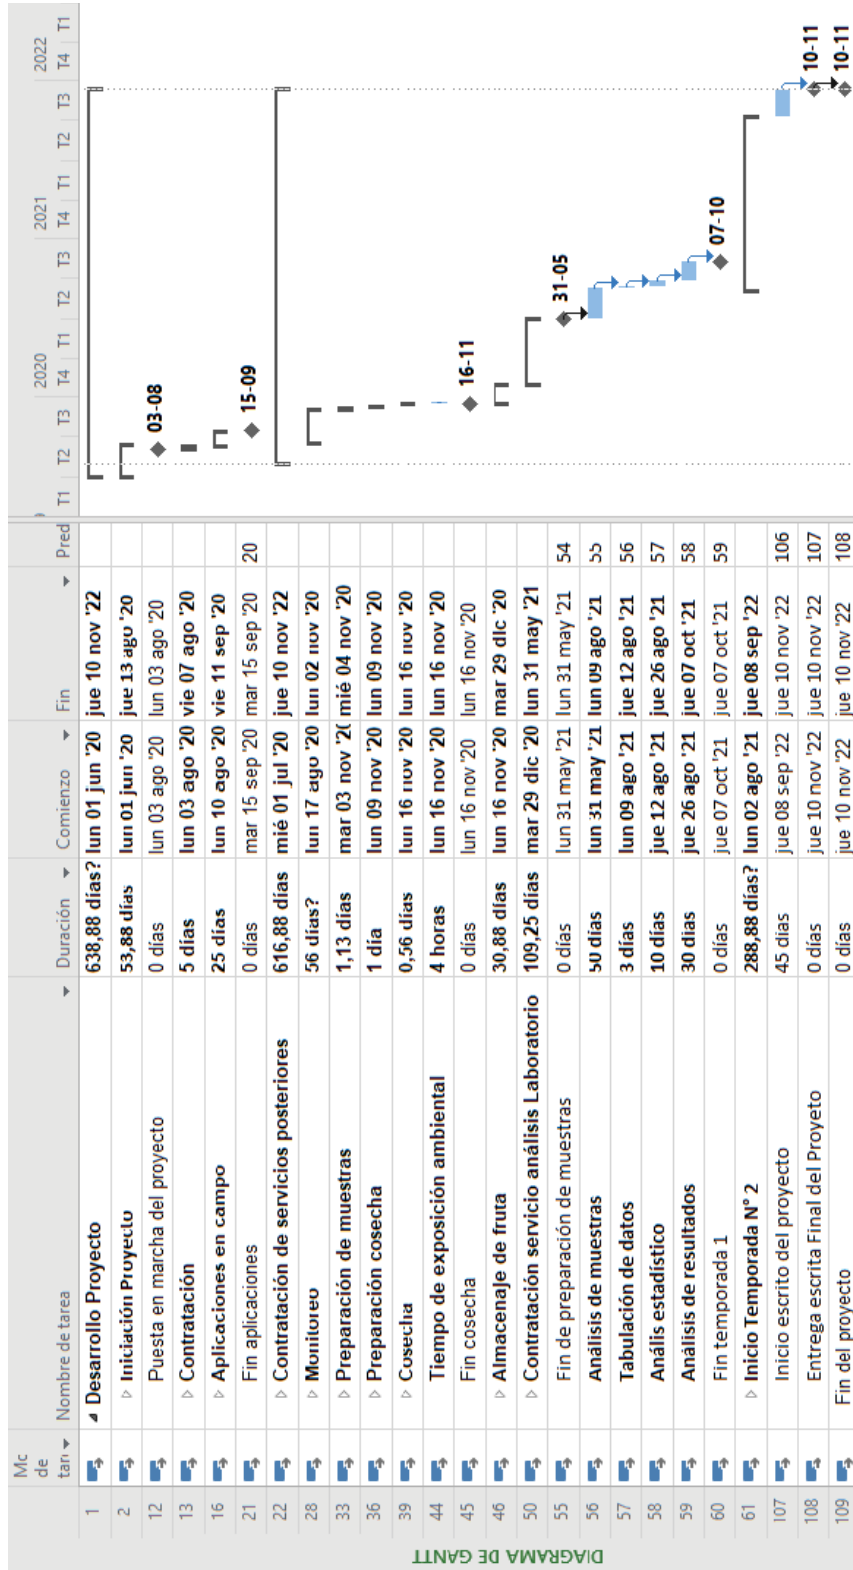 DIAGRAMA DE GANTT
Mc de tari Nombre de tarea Duración Comienzo Fin Pred
1 Desarrollo Proyecto 638,88 días? lun 01 jun '20 jue 10 nov '22
2 Iniciación Proyecto 53,88 días lun 01 jun '20 jue 13 ago '20
12 Puesta en marcha del proyecto 0 días lun 03 ago '20 lun 03 ago '20
13 Contratación 5 días lun 03 ago '20 vie 07 ago '20
16 Aplicaciones en campo 25 días lun 10 ago '20 vie 11 sep '20
21 Fin aplicaciones 0 días mar 15 sep '20 mar 15 sep '20 20
22 Contratación de servicios posteriores 616,88 días mié 01 jul '20 jue 10 nov '22
28 Monitoreo 56 días? lun 17 ago '20 lun 02 nov '20
33 Preparación de muestras 1,13 días mar 03 nov '2( mié 04 nov '20
36 Preparación cosecha 1 día lun 09 nov '20 lun 09 nov '20
39 Cosecha 0,56 días lun 16 nov '20 lun 16 nov '20
44 Tiempo de exposición ambiental 4 horas lun 16 nov '20 lun 16 nov '20
45 Fin cosecha 0 días lun 16 nov '20 lun 16 nov '20
46 Almacenaje de fruta 30,88 días lun 16 nov '20 mar 29 dic '20
50 Contratación servicio análisis Laboratorio 109,25 días mar 29 dic '20 lun 31 may '21
55 Fin de preparación de muestras 0 días lun 31 may '21 lun 31 may '21 54
56 Análisis de muestras 50 días lun 31 may '21 lun 09 ago '21 55
57 Tabulación de datos 3 días lun 09 ago '21 jue 12 ago '21 56
58 Anális estadístico 10 días jue 12 ago '21 jue 26 ago '21 57
59 Análisis de resultados 30 días jue 26 ago '21 jue 07 oct '21 58
60 Fin temporada 1 0 días jue 07 oct '21 jue 07 oct '21 59
61 Inicio Temporada N° 2 288,88 días? lun 02 ago '21 jue 08 sep '22
107 Inicio escrito del proyecto 45 días jue 08 sep '22 jue 10 nov '22 106
108 Entrega escrita Final del Proyeto 0 días jue 10 nov '22 jue 10 nov '22 107
109 Fin del proyecto 0 días jue 10 nov '22 jue 10 nov '22 108
2020 2021 2022
T1 T2 T3 T4 T1 T2 T3 T4 T1 T2 T3 T4 T1
03-08
15-09
16-11
31-05
07-10
10-11
10-11